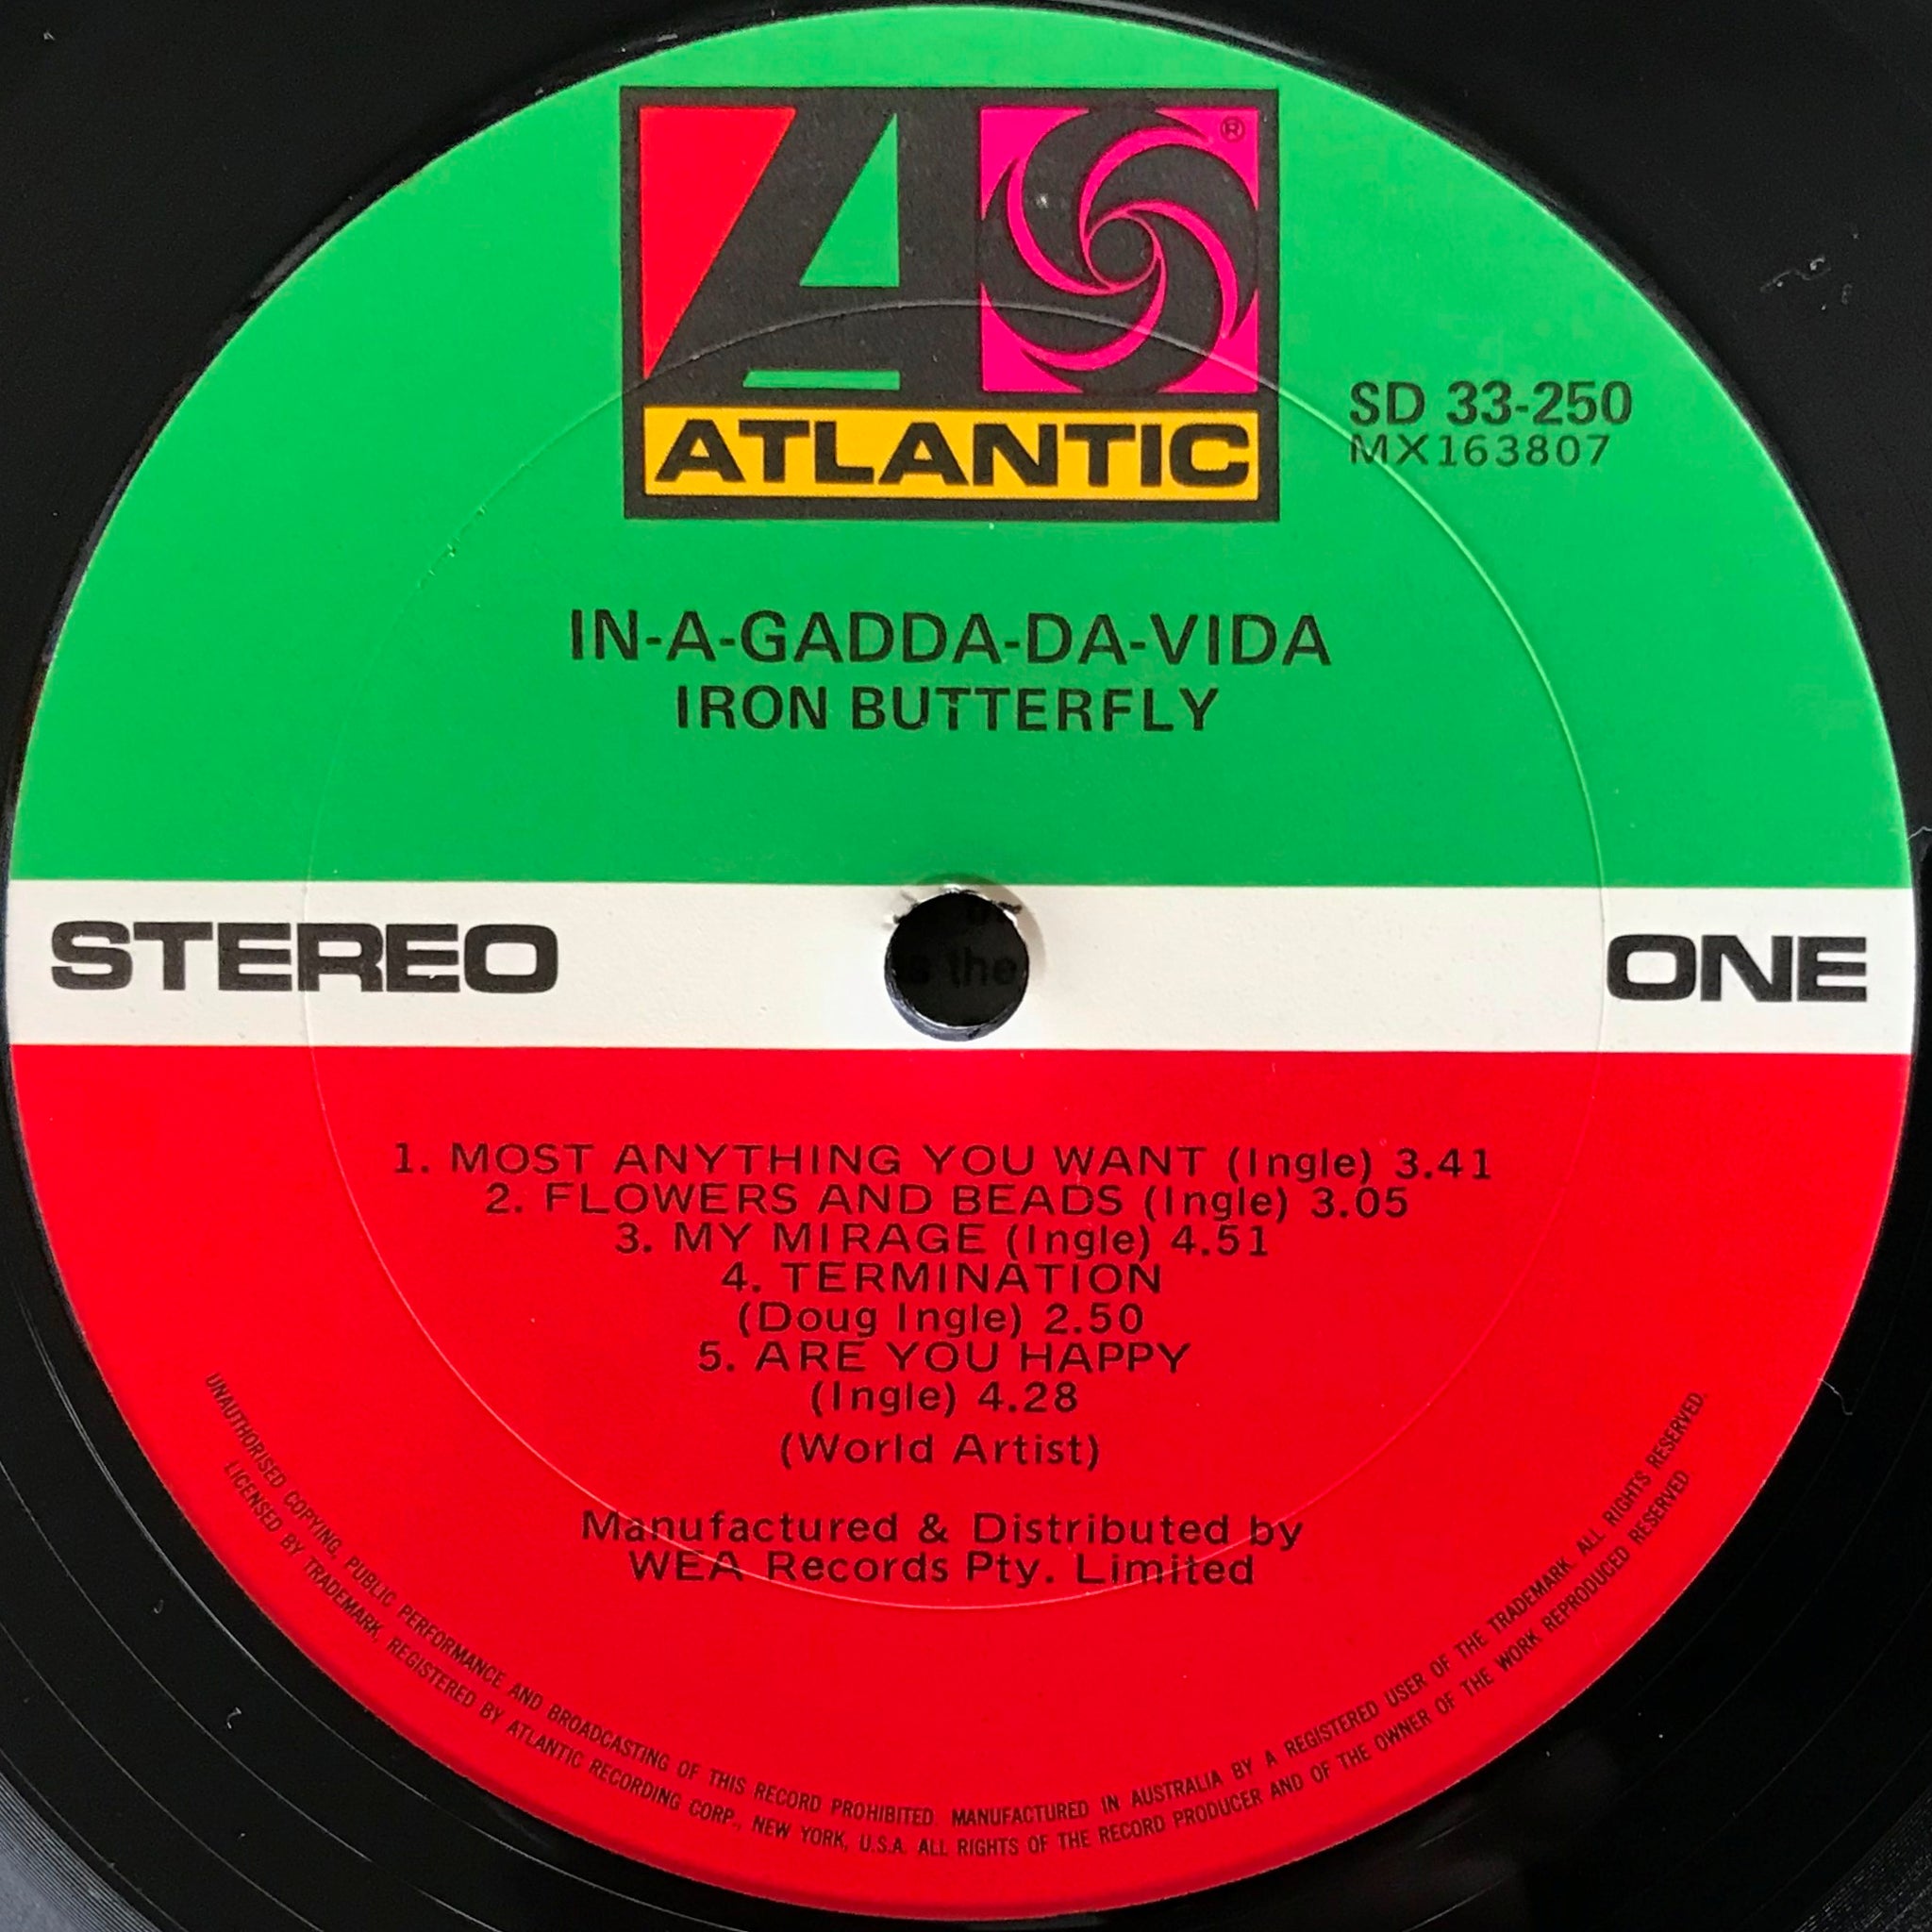 ®
ATLANTIC
SD 33-250
MX163807
IN-A-GADDA-DA-VIDA
IRON BUTTERFLY
STEREO
the
ONE
1. MOST ANYTHING YOU WANT (Ingle) 3.41
2. FLOWERS AND BEADS (Ingle) 3.05
3. MY MIRAGE (Ingle) 4.51
4. TERMINATION
(Doug Ingle) 2.50
5. ARE YOU HAPPY
(Ingle) 4.28
(World Artist)
Manufactured & Distributed by
WEA Records Pty. Limited
UNAUTHORISED COPYING, PUBLIC PERFORMANCE AND BROADCASTING OF THIS RECORD PROHIBITED MANUFACTURED IN AUSTRALIA BY A REGISTERED USER OF THE TRADEMARK. ALL RIGHTS RESERVED.
LICENSED BY TRADEMARK, REGISTERED BY ATLANTIC RECORDING CORP., NEW YORK, U.S.A. ALL RIGHTS OF THE RECORD PRODUCER AND OF THE OWNER OF THE WORK REPRODUCED RESERVED